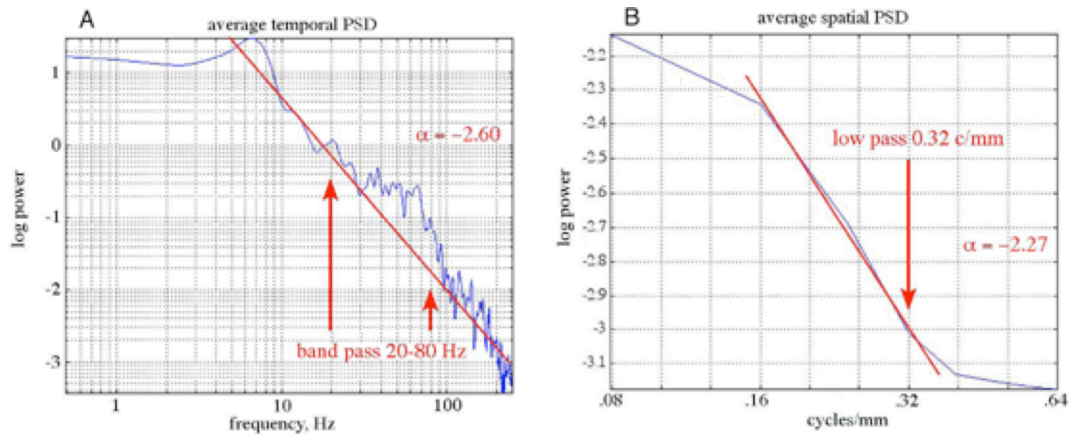 A
average temporal PSD
1
0
-1
-2
-3
log power
α = −2.60
band pass 20-80 Hz
1
10
100
frequency, Hz
B
average spatial PSD
-2.2
-2.3
-2.4
-2.5
-2.6
-2.7
-2.8
-2.9
-3.0
-3.1
log power
low pass 0.32 c/mm
α = −2.27
.08
.16
.32
.64
cycles/mm